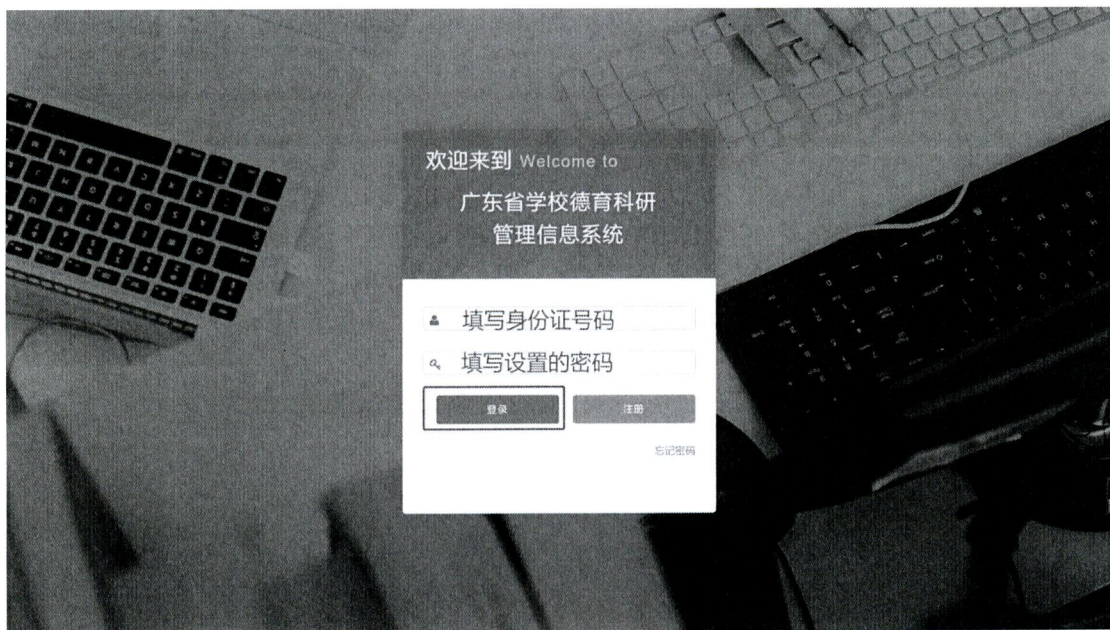 欢迎来到 Welcome to
广东省学校德育科研
管理信息系统
填写身份证号码
填写设置的密码
登录 注册
忘记密码